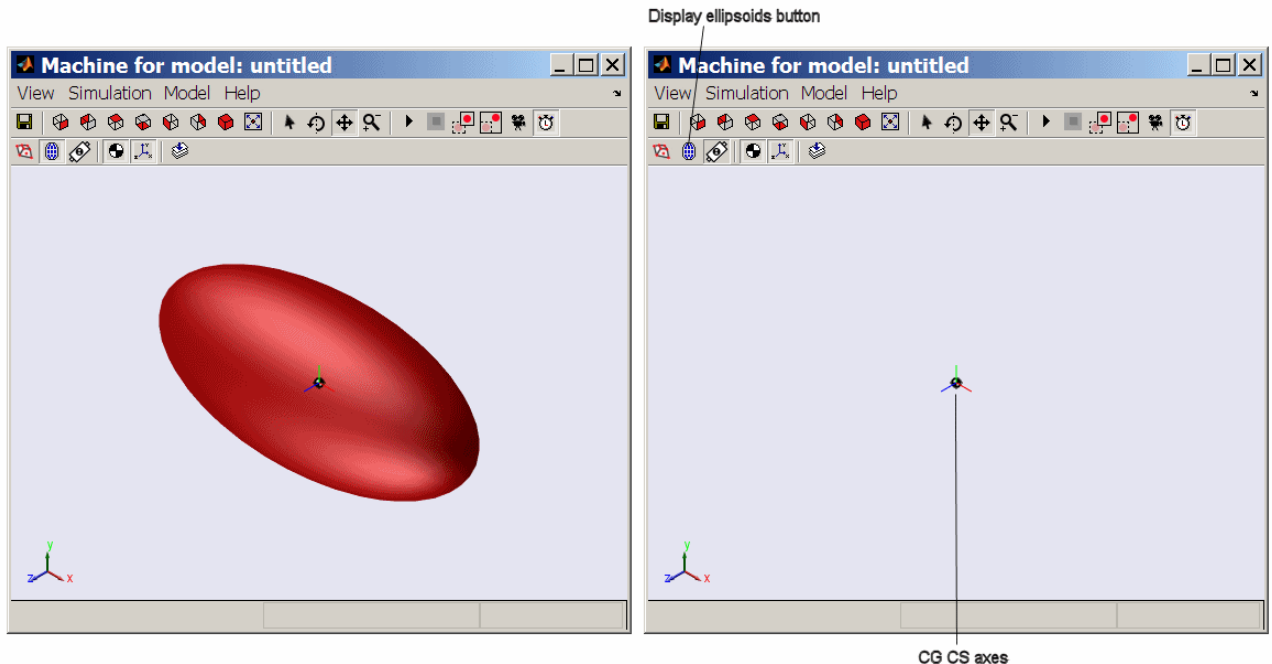 Display ellipsoids button
Machine for model: untitled
View Simulation Model Help
y
z
x
Machine for model: untitled
View Simulation Model Help
y
z
x
CG CS axes